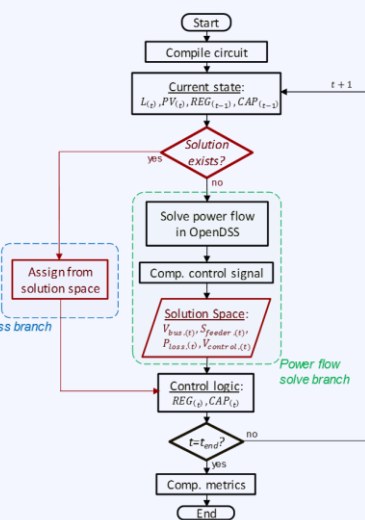 Start
Compile circuit
Current state:
L(t),PV(t),REG(t−1),CAP(t−1)
t + 1
Solution
exists?
yes
no
Solve power flow
in OpenDSS
Comp. control signal
Assign from
solution space
Solution Space:
Vbus.(t),Sfeeder.(t),
Ploss.(t),Vcontrol.(t)
ss branch
Power flow
solve branch
Control logic:
REG(t),CAP(t)
t=tend?
no
yes
Comp. metrics
End